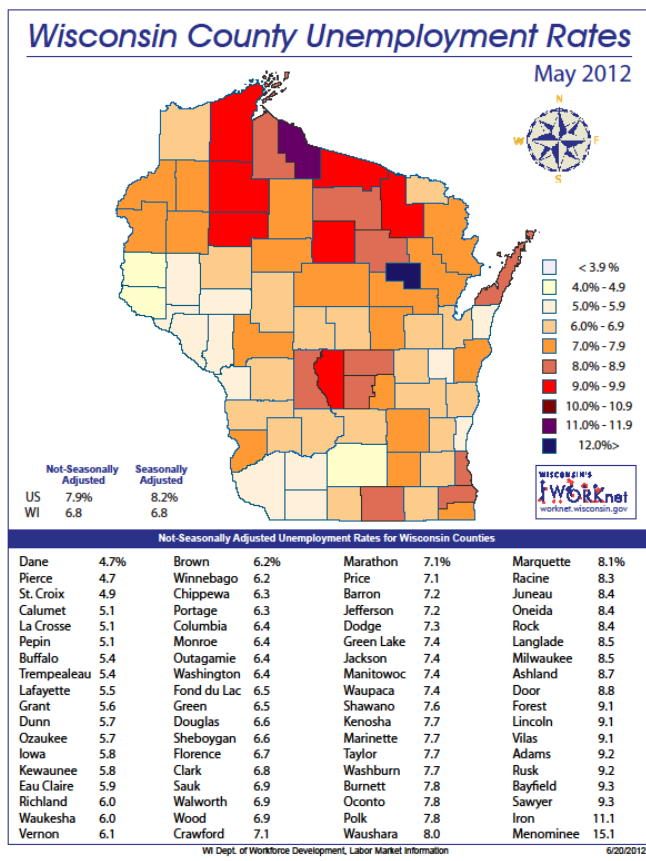 Wisconsin County Unemployment Rates
May 2012
N
W E
S
< 3.9 %
4.0% - 4.9
5.0% - 5.9
6.0% - 6.9
7.0% - 7.9
8.0% - 8.9
9.0% - 9.9
10.0% - 10.9
11.0% - 11.9
12.0%>
Not-Seasonally Adjusted Seasonally Adjusted
US 7.9% 8.2%
WI 6.8 6.8
WISCONSIN'S
WORKnet
worknet.wisconsin.gov
Not-Seasonally Adjusted Unemployment Rates for Wisconsin Counties
Dane 4.7% Brown 6.2% Marathon 7.1% Marquette 8.1%
Pierce 4.7 Winnebago 6.2 Price 7.1 Racine 8.3
St. Croix 4.9 Chippewa 6.3 Barron 7.2 Juneau 8.4
Calumet 5.1 Portage 6.3 Jefferson 7.2 Oneida 8.4
La Crosse 5.1 Columbia 6.4 Dodge 7.3 Rock 8.4
Pepin 5.1 Monroe 6.4 Green Lake 7.4 Langlade 8.5
Buffalo 5.4 Outagamie 6.4 Jackson 7.4 Milwaukee 8.5
Trempealeau 5.4 Washington 6.4 Manitowoc 7.4 Ashland 8.7
Lafayette 5.5 Fond du Lac 6.5 Waupaca 7.4 Door 8.8
Grant 5.6 Green 6.5 Shawano 7.6 Forest 9.1
Dunn 5.7 Douglas 6.6 Kenosha 7.7 Lincoln 9.1
Ozaukee 5.7 Sheboygan 6.6 Marinette 7.7 Vilas 9.1
Iowa 5.8 Florence 6.7 Taylor 7.7 Adams 9.2
Kewaunee 5.8 Clark 6.8 Washburn 7.7 Rusk 9.2
Eau Claire 5.9 Sauk 6.9 Burnett 7.8 Bayfield 9.3
Richland 6.0 Walworth 6.9 Oconto 7.8 Sawyer 9.3
Waukesha 6.0 Wood 6.9 Polk 7.8 Iron 11.1
Vernon 6.1 Crawford 7.1 Waushara 8.0 Menominee 15.1
WI Dept. of Workforce Development, Labor Market Information 6/20/2012